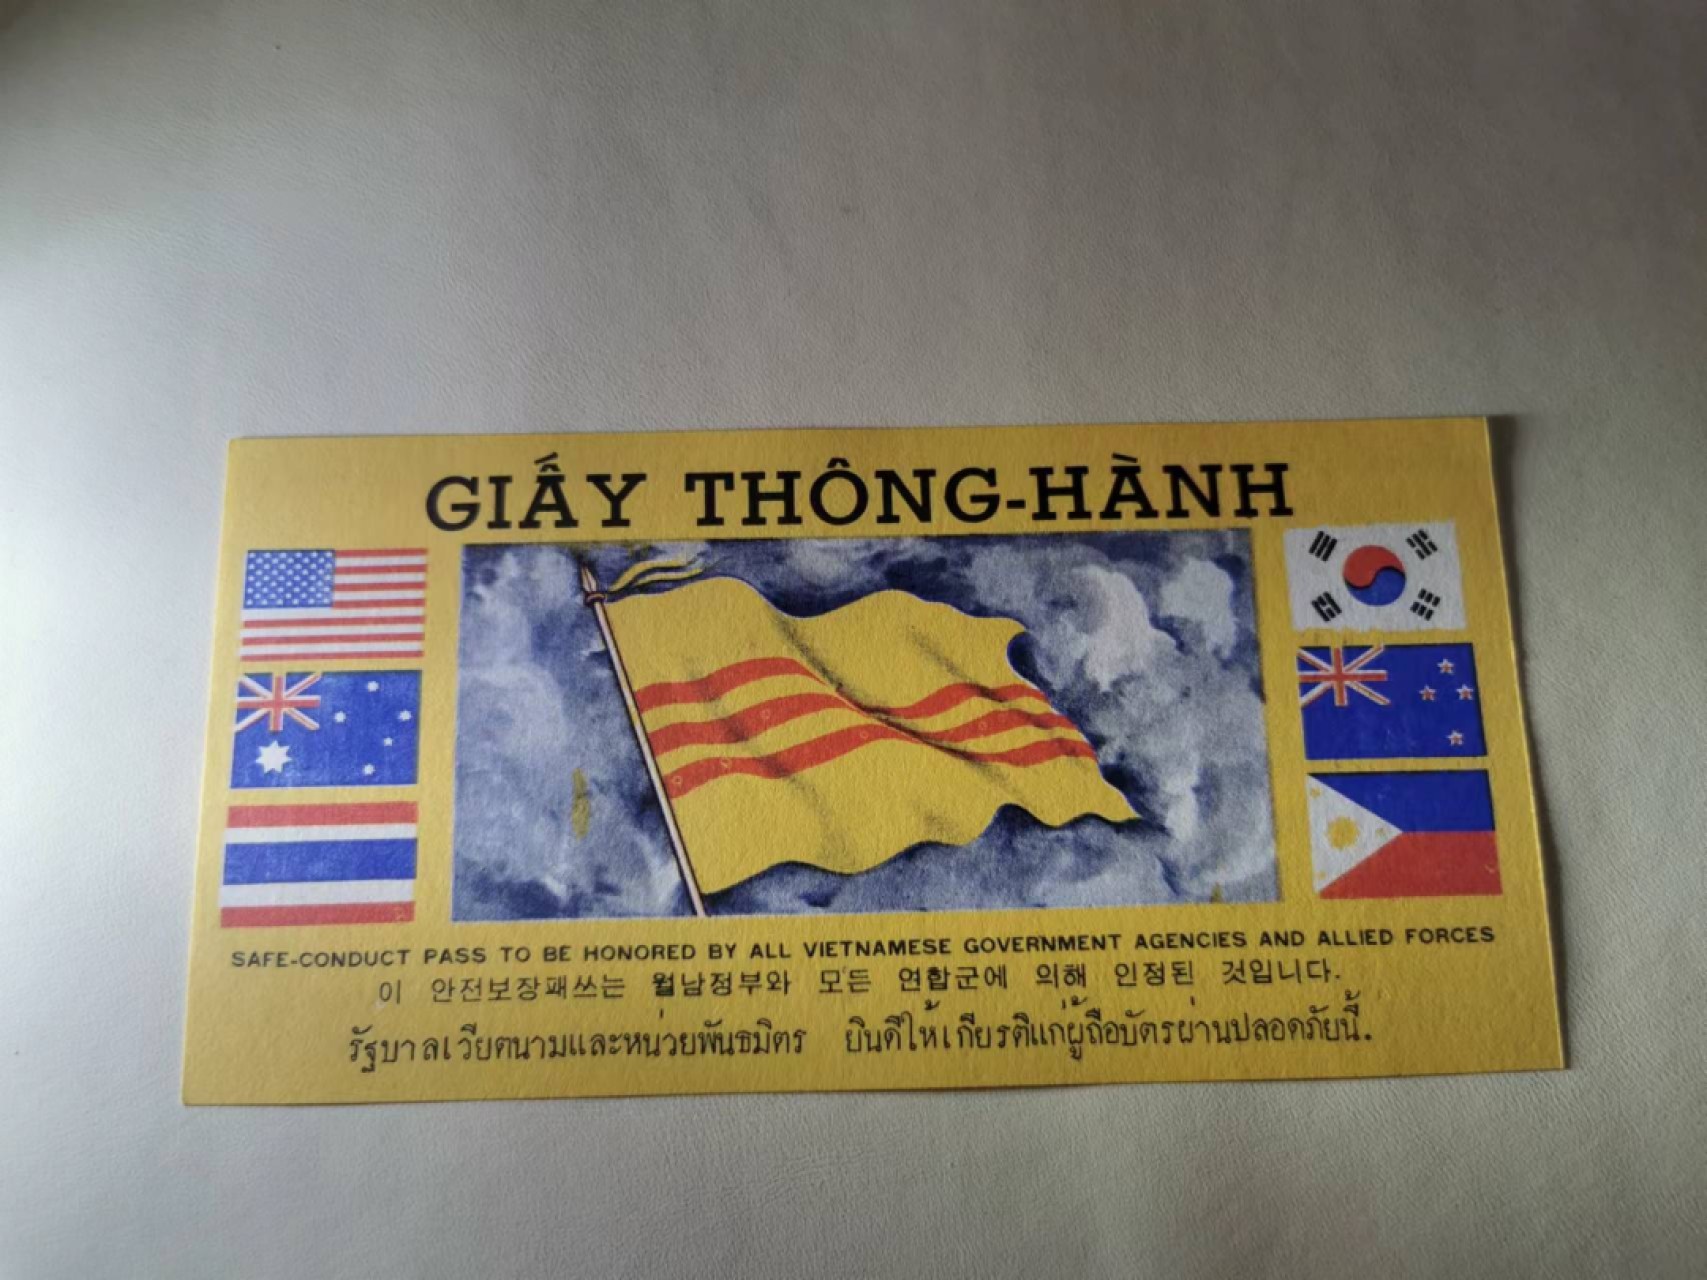 GIẤY THÔNG-HÀNH
SAFE-CONDUCT PASS TO BE HONORED BY ALL VIETNAMESE GOVERNMENT AGENCIES AND ALLIED FORCES
이 안전보장패쓰는 월남정부와 모든 연합군에 의해 인정된 것입니다.
รัฐบาลเวียตนามและหน่วยพันธมิตร ยินดีให้เกียรติแก่ผู้ถือบัตรผ่านปลอดภัยนี้.